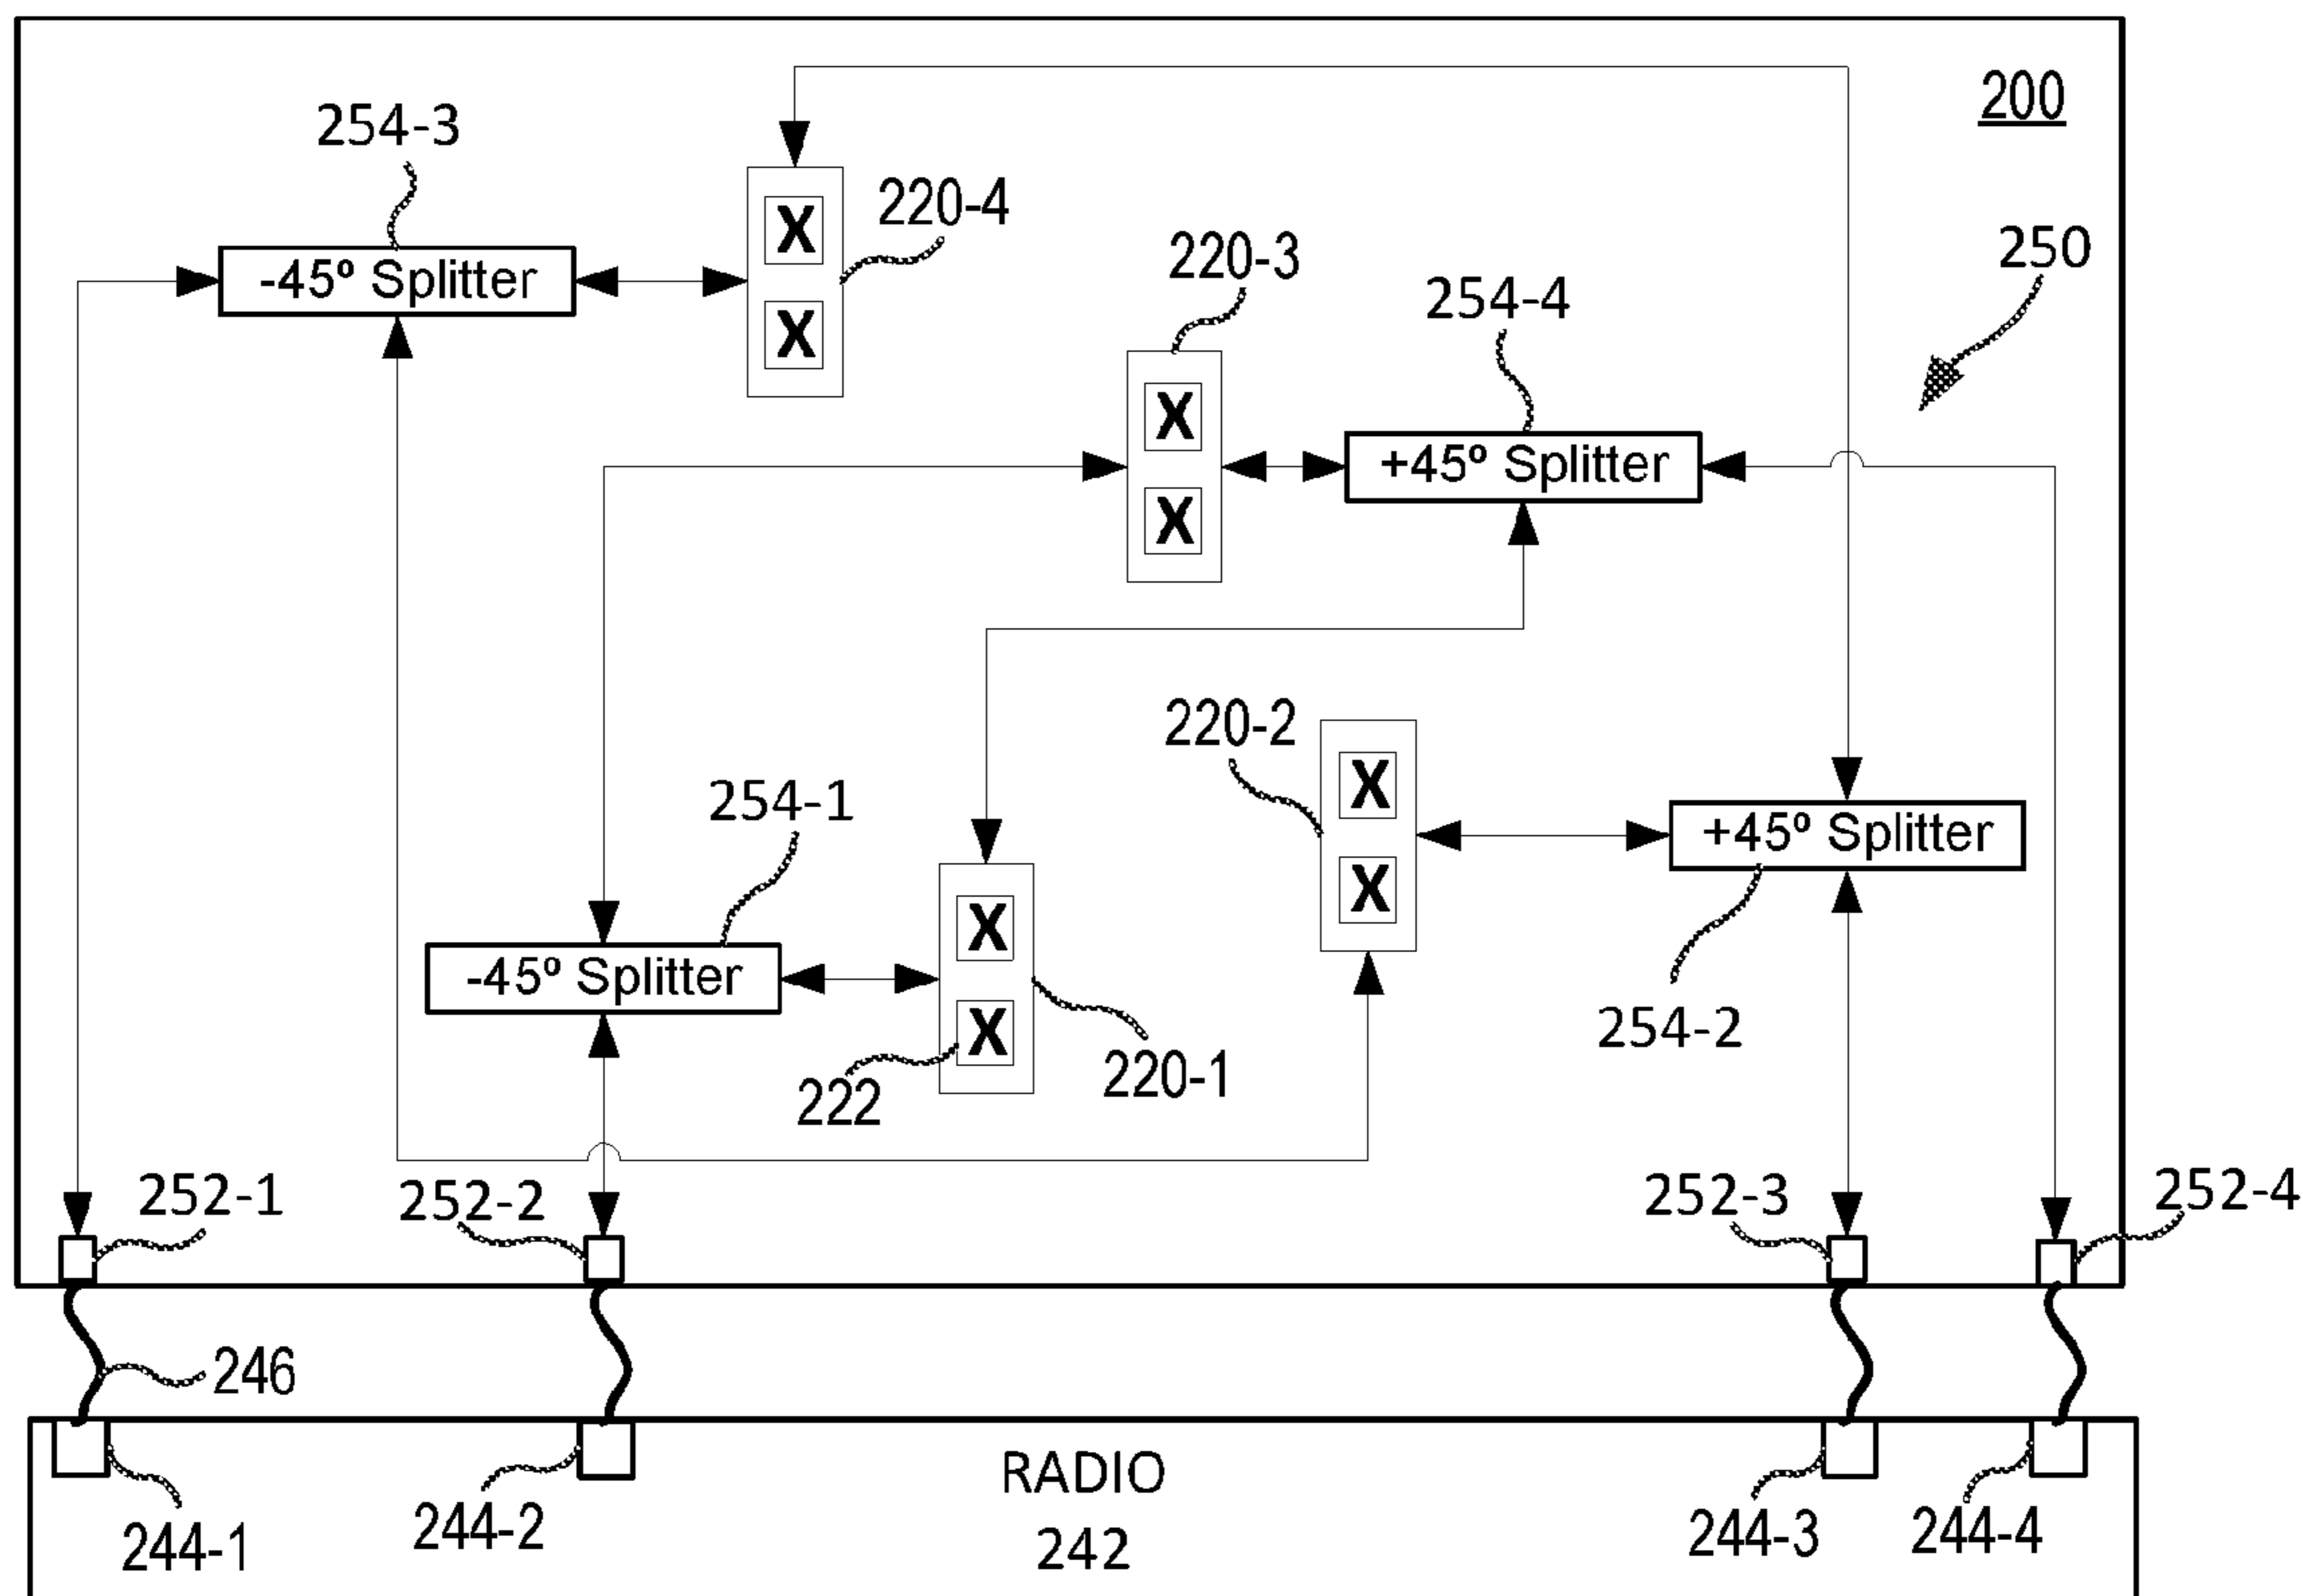 200
254-3
220-4
250
220-3
-45º Splitter
254-4
X
X
X
+45º Splitter
X
220-2
254-1
X
+45º Splitter
X
X
-45º Splitter
254-2
X
220-1
222
252-1
252-2
252-3
252-4
246
RADIO
242
244-1
244-2
244-3
244-4